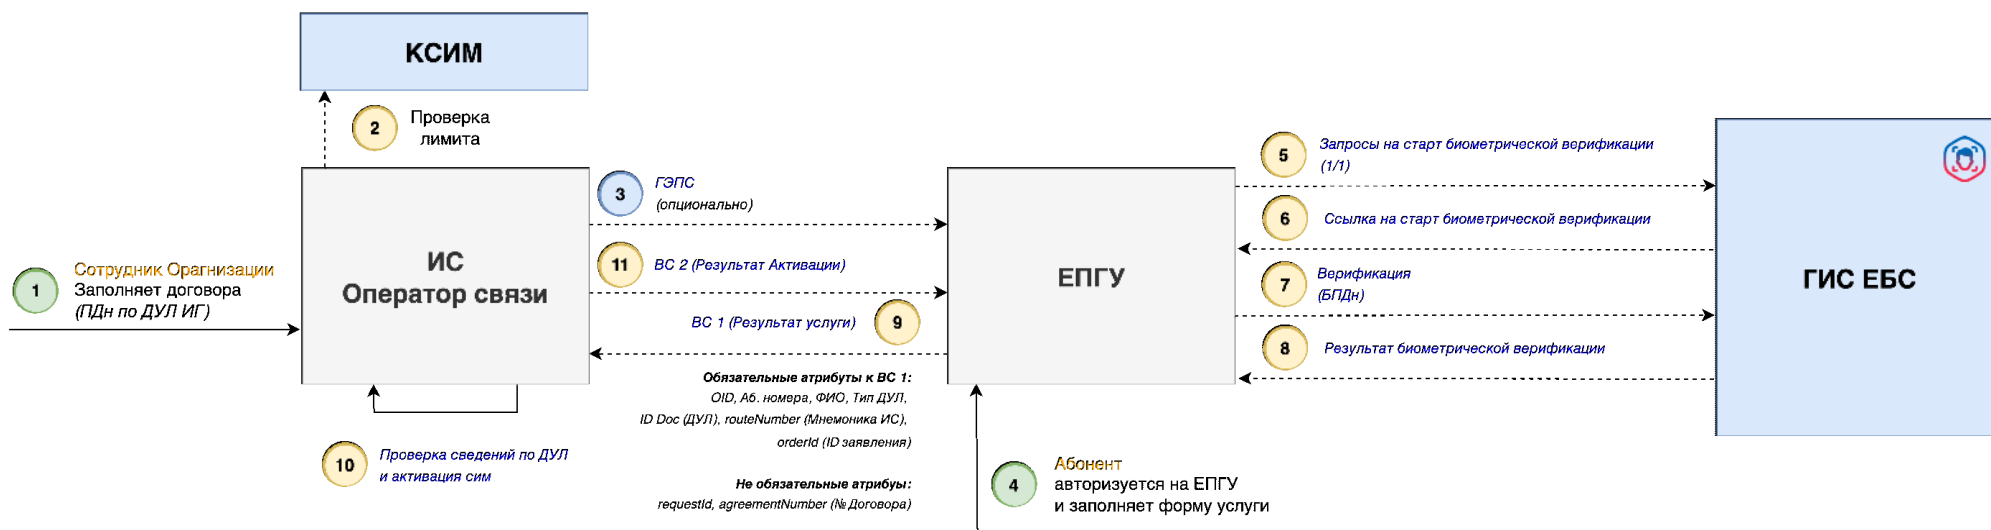 КСИМ
2
Проверка
лимита
1
Сотрудник Орагнизации
Заполняет договора
(ПДн по ДУЛ ИГ)
ИС
Оператор связи
3
ГЭПС
(опционально)
11
ВС 2 (Результат Активации)
ВС 1 (Результат услуги)
9
Обязательные атрибуты к ВС 1:
OID, Аб. номера, ФИО, Тип ДУЛ,
ID Doc (ДУЛ), routeNumber (Мнемоника ИС),
orderId (ID заявления)
Не обязательные атрибуы:
requestId, agreementNumber (№ Договора)
10
Проверка сведений по ДУЛ
и активация сим
ЕПГУ
4
Абонент
авторизуется на ЕПГУ
и заполняет форму услуги
5
Запросы на старт биометрической верификации
(1/1)
6
Ссылка на старт биометрической верификации
7
Верификация
(БПДн)
8
Результат биометрической верификации
ГИС ЕБС